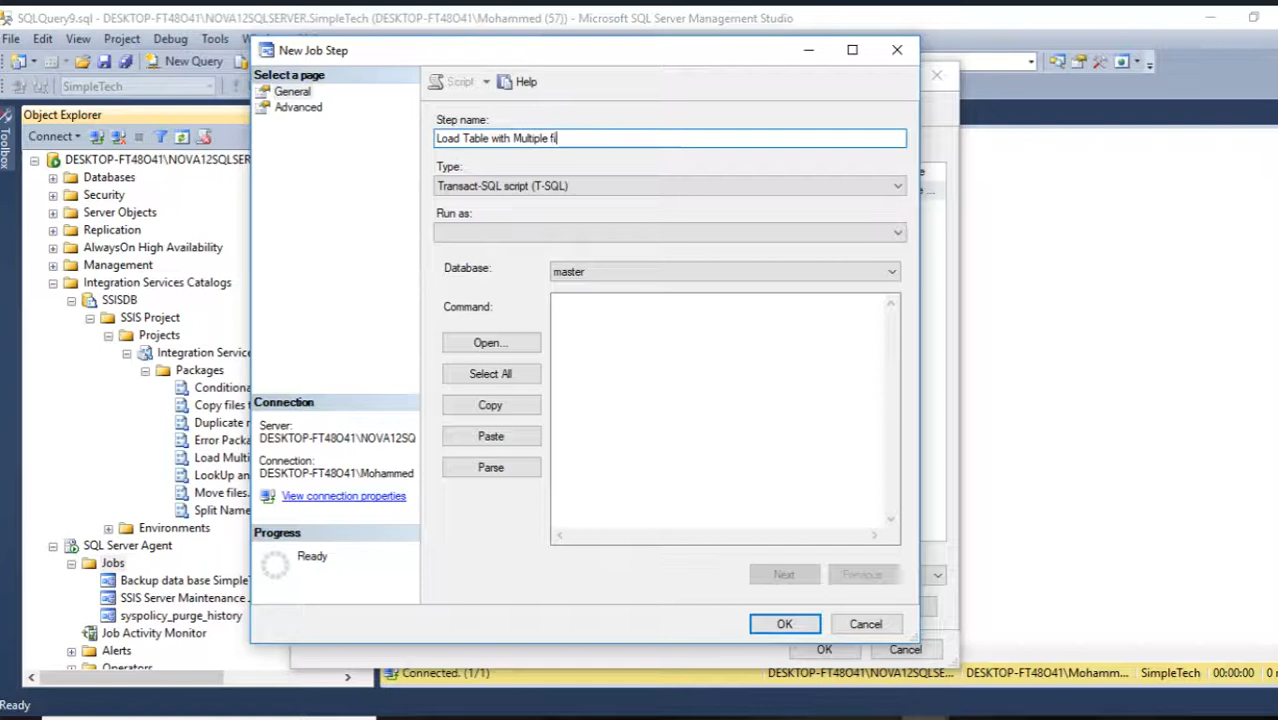 SQLQuery9.sql - DESKTOP-FT48O41\NOVA12SQLSERVER.SimpleTech (DESKTOP-FT48O41\Mohammed (57)) - Microsoft SQL Server Management Studio
File Edit View Project Debug Tools
New Query
SimpleTech
Object Explorer
Connect
DESKTOP-FT48O41\NOVA12SQLSER
Databases
Security
Server Objects
Replication
AlwaysOn High Availability
Management
Integration Services Catalogs
SSISDB
SSIS Project
Projects
Integration Service
Packages
Conditiona
Copy files t
Duplicate r
Error Packa
Load Multi
LookUp an
Move files.
Split Name
Environments
SQL Server Agent
Jobs
Backup data base Simple
SSIS Server Maintenance
syspolicy_purge_history
Job Activity Monitor
Alerts
Operators
Toolbox
New Job Step
Select a page
General
Advanced
Script
Help
Step name:
Load Table with Multiple fi
Type:
Transact-SQL script (T-SQL)
Run as:
Database:
master
Command:
Open...
Select All
Copy
Paste
Parse
Connection
Server:
DESKTOP-FT48O41\NOVA12SQ
Connection:
DESKTOP-FT48O41\Mohammed
View connection properties
Progress
Ready
Next
Previous
OK
Cancel
OK
Cancel
Connected. (1/1)
DESKTOP-FT48O41\NOVA12SQLSE... DESKTOP-FT48O41\Mohamm... SimpleTech 00:00:00
Ready